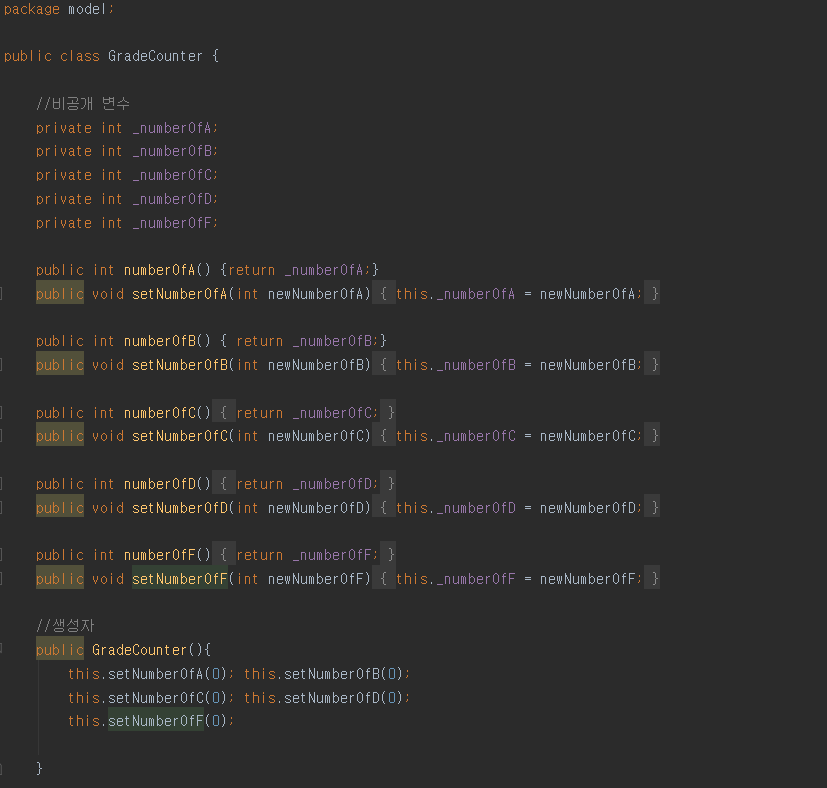 package model;
public class GradeCounter {
//비공개 변수
private int _numberOfA;
private int _numberOfB;
private int _numberOfC;
private int _numberOfD;
private int _numberOfF;
public int numberOfA() {return _numberOfA;}
public void setNumberOfA(int newNumberOfA) { this._numberOfA = newNumberOfA; }
public int numberOfB() { return _numberOfB;}
public void setNumberOfB(int newNumberOfB) { this._numberOfB = newNumberOfB; }
public int numberOfC() { return _numberOfC; }
public void setNumberOfC(int newNumberOfC) { this._numberOfC = newNumberOfC; }
public int numberOfD() { return _numberOfD; }
public void setNumberOfD(int newNumberOfD) { this._numberOfD = newNumberOfD; }
public int numberOfF() { return _numberOfF; }
public void setNumberOfF(int newNumberOfF) { this._numberOfF = newNumberOfF; }
//생성자
public GradeCounter(){
this.setNumberOfA(0); this.setNumberOfB(0);
this.setNumberOfC(0); this.setNumberOfD(0);
this.setNumberOfF(0);
}